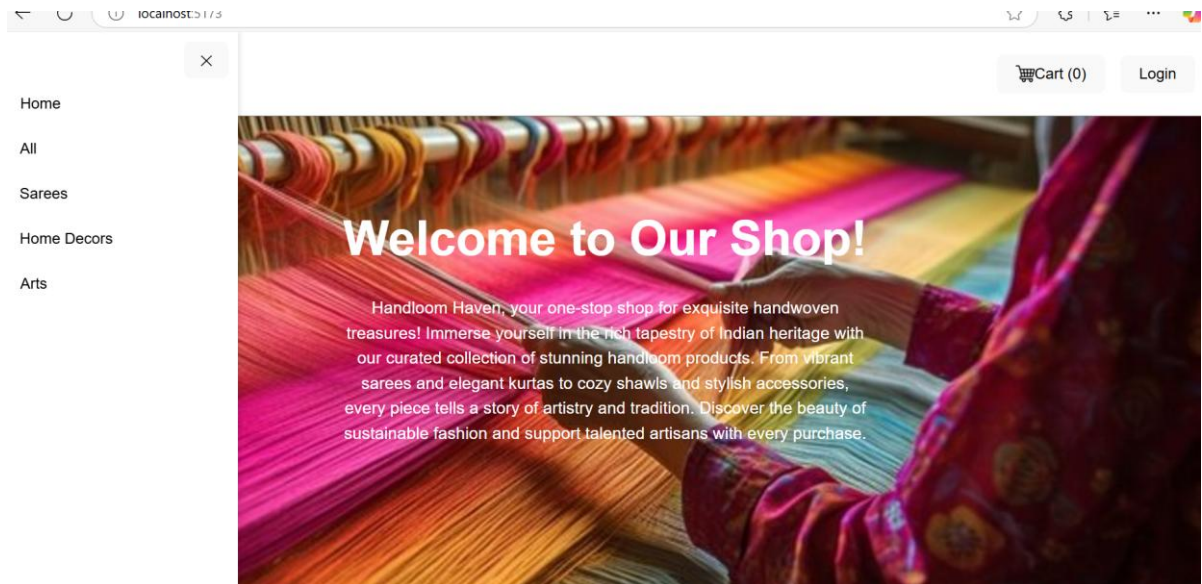 localhost:5173
Cart (0)
Login
Home
All
Sarees
Home Decors
Arts
Welcome to Our Shop!
Handloom Haven, your one-stop shop for exquisite handwoven
treasures! Immerse yourself in the rich tapestry of Indian heritage with
our curated collection of stunning handloom products. From vibrant
sarees and elegant kurtas to cozy shawls and stylish accessories,
every piece tells a story of artistry and tradition. Discover the beauty of
sustainable fashion and support talented artisans with every purchase.